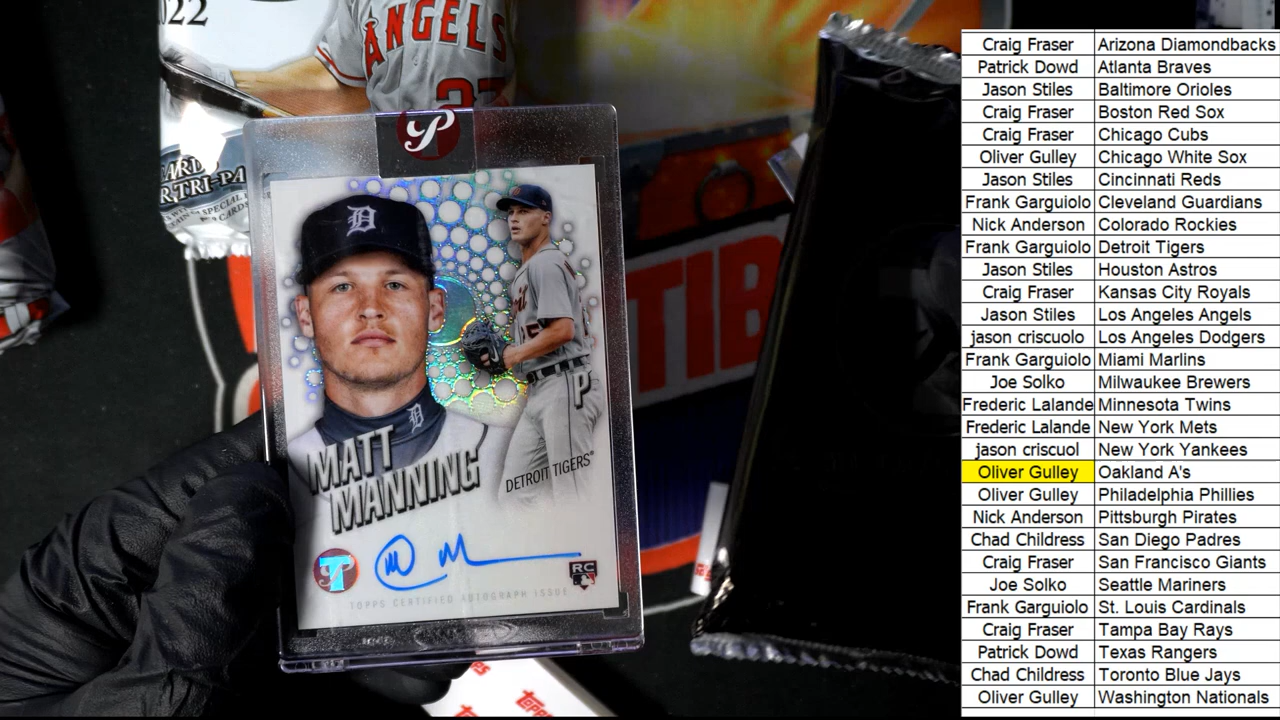 022
ANGELS
27
P
TIB
D
D
P
MATT
MANNING
DETROIT TIGERS®
T
RC
TOPPS CERTIFIED AUTOGRAPH ISSUE
TOPPS
Craig Fraser Arizona Diamondbacks
Patrick Dowd Atlanta Braves
Jason Stiles Baltimore Orioles
Craig Fraser Boston Red Sox
Craig Fraser Chicago Cubs
Oliver Gulley Chicago White Sox
Jason Stiles Cincinnati Reds
Frank Garguiolo Cleveland Guardians
Nick Anderson Colorado Rockies
Frank Garguiolo Detroit Tigers
Jason Stiles Houston Astros
Craig Fraser Kansas City Royals
Jason Stiles Los Angeles Angels
jason criscuolo Los Angeles Dodgers
Frank Garguiolo Miami Marlins
Joe Solko Milwaukee Brewers
Frederic Lalande Minnesota Twins
Frederic Lalande New York Mets
jason criscuol New York Yankees
Oliver Gulley Oakland A's
Oliver Gulley Philadelphia Phillies
Nick Anderson Pittsburgh Pirates
Chad Childress San Diego Padres
Craig Fraser San Francisco Giants
Joe Solko Seattle Mariners
Frank Garguiolo St. Louis Cardinals
Craig Fraser Tampa Bay Rays
Patrick Dowd Texas Rangers
Chad Childress Toronto Blue Jays
Oliver Gulley Washington Nationals